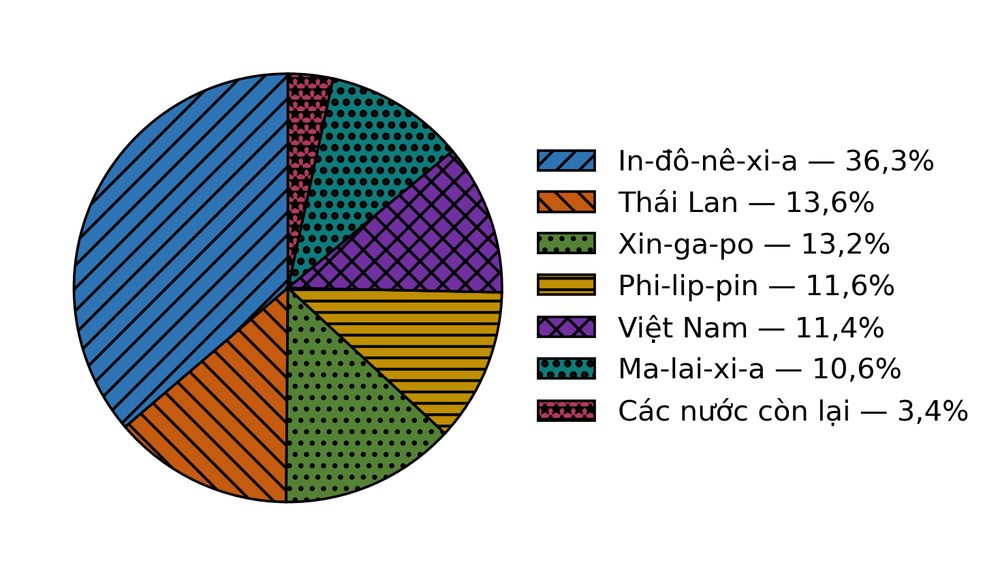 In-đô-nê-xi-a — 36,3%
Thái Lan — 13,6%
Xin-ga-po — 13,2%
Phi-lip-pin — 11,6%
Việt Nam — 11,4%
Ma-lai-xi-a — 10,6%
Các nước còn lại — 3,4%